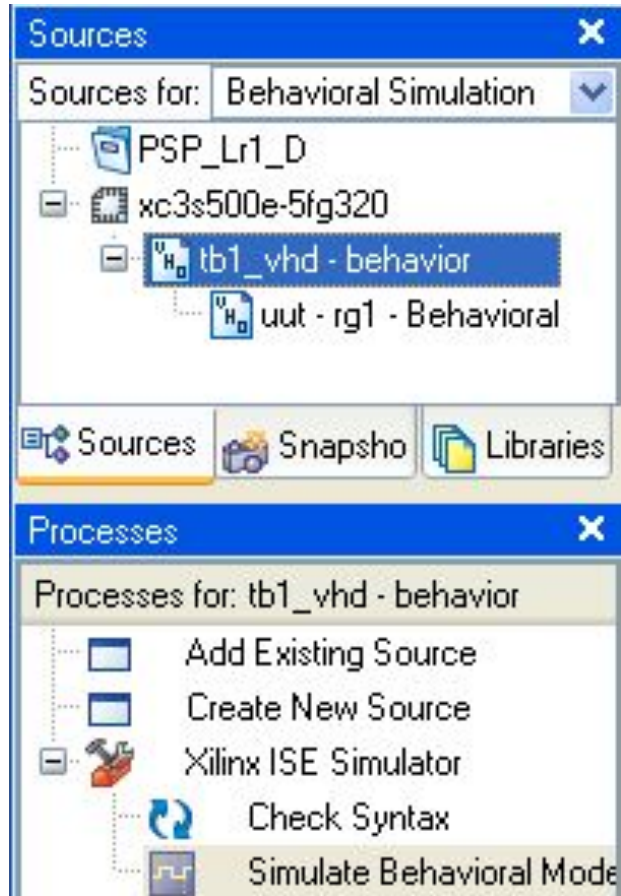 Sources
Sources for: Behavioral Simulation
PSP_Lr1_D
xc3s500e-5fg320
tb1_vhd - behavior
uut - rg1 - Behavioral
Sources Snapsho Libraries
Processes
Processes for: tb1_vhd - behavior
Add Existing Source
Create New Source
Xilinx ISE Simulator
Check Syntax
Simulate Behavioral Mode